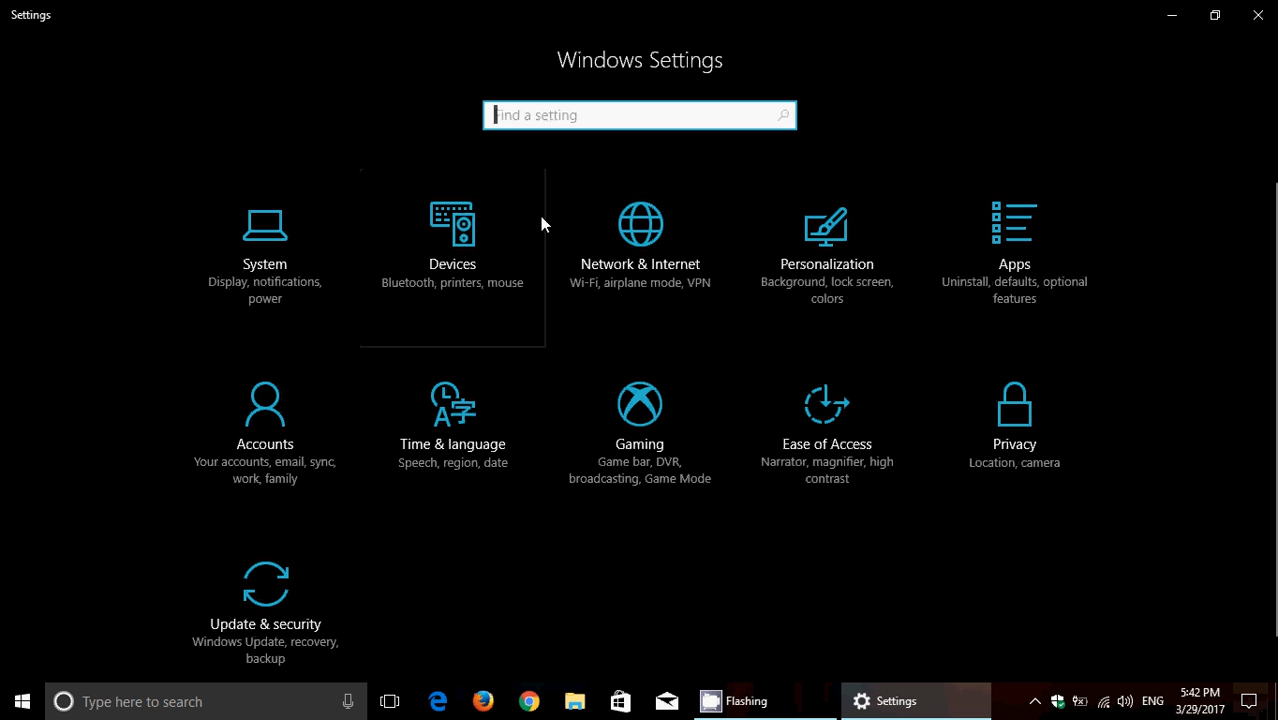 Settings
Windows Settings
Find a setting
System
Display, notifications,
power
Devices
Bluetooth, printers, mouse
Network & Internet
Wi-Fi, airplane mode, VPN
Personalization
Background, lock screen,
colors
Apps
Uninstall, defaults, optional
features
Accounts
Your accounts, email, sync,
work, family
Time & language
Speech, region, date
Gaming
Game bar, DVR,
broadcasting, Game Mode
Ease of Access
Narrator, magnifier, high
contrast
Privacy
Location, camera
Update & security
Windows Update, recovery,
backup
Type here to search
Flashing
Settings
ENG
5:42 PM
3/29/2017